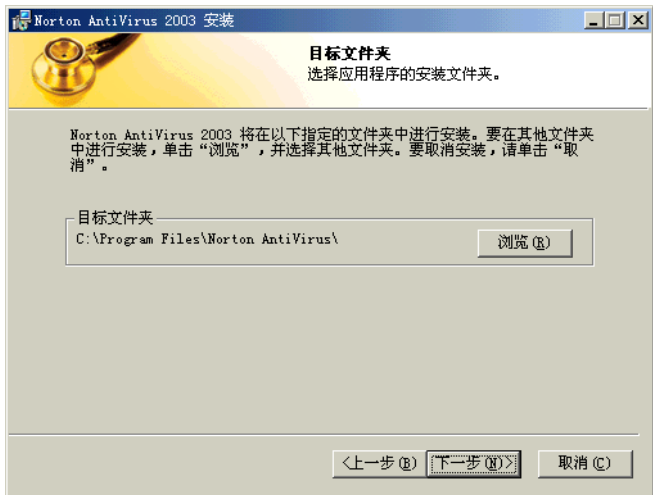 Norton AntiVirus 2003 安装
目标文件夹
选择应用程序的安装文件夹。
Norton AntiVirus 2003 将在以下指定的文件夹中进行安装。要在其他文件夹
中进行安装，单击“浏览”，并选择其他文件夹。要取消安装，请单击“取
消”。
目标文件夹
C:\Program Files\Norton AntiVirus\
浏览(R)
<上一步(B)
下一步(N)>
取消(C)